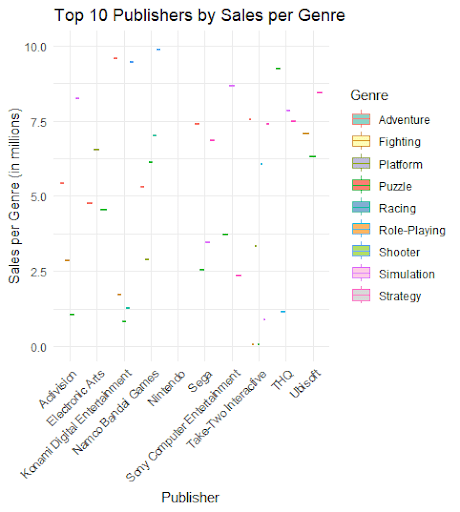 Top 10 Publishers by Sales per Genre
Sales per Genre (in millions)
10.0
7.5
5.0
2.5
0.0
Activision
Electronic Arts
Konami Digital Entertainment
Namco Bandai Games
Nintendo
Sega
Sony Computer Entertainment
Take-Two Interactive
THQ
Ubisoft
Publisher
Genre
Adventure
Fighting
Platform
Puzzle
Racing
Role-Playing
Shooter
Simulation
Strategy